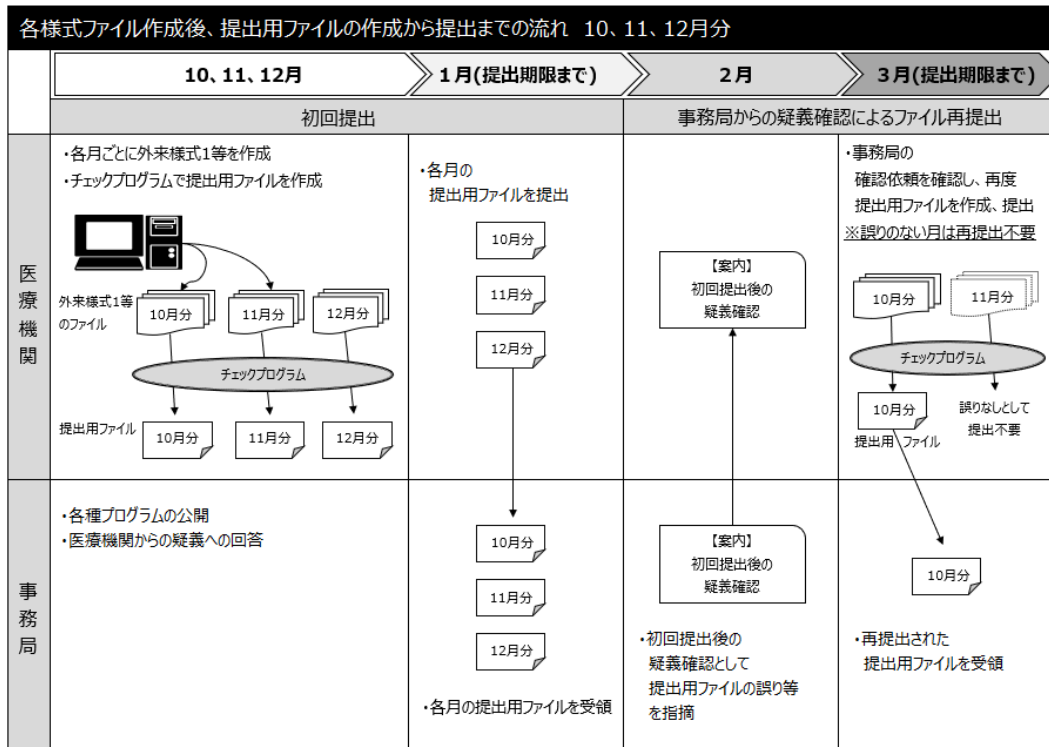 各様式ファイル作成後、提出用ファイルの作成から提出までの流れ 10、11、12月分
10、11、12月
１月(提出期限まで)
２月
３月(提出期限まで)
初回提出
事務局からの疑義確認によるファイル再提出
医療機関
・各月ごとに外来様式1等を作成
・チェックプログラムで提出用ファイルを作成
外来様式1等
のファイル
10月分
11月分
12月分
チェックプログラム
提出用ファイル
10月分
11月分
12月分
・各月の
提出用ファイルを提出
10月分
11月分
12月分
【案内】
初回提出後の
疑義確認
・事務局の
確認依頼を確認し、再度
提出用ファイルを作成、提出
※誤りのない月は再提出不要
10月分
11月分
チェックプログラム
10月分
提出用 ファイル
誤りなしとして
提出不要
事務局
・各種プログラムの公開
・医療機関からの疑義への回答
10月分
11月分
12月分
・各月の提出用ファイルを受領
【案内】
初回提出後の
疑義確認
・初回提出後の
疑義確認として
提出用ファイルの誤り等
を指摘
10月分
・再提出された
提出用ファイルを受領